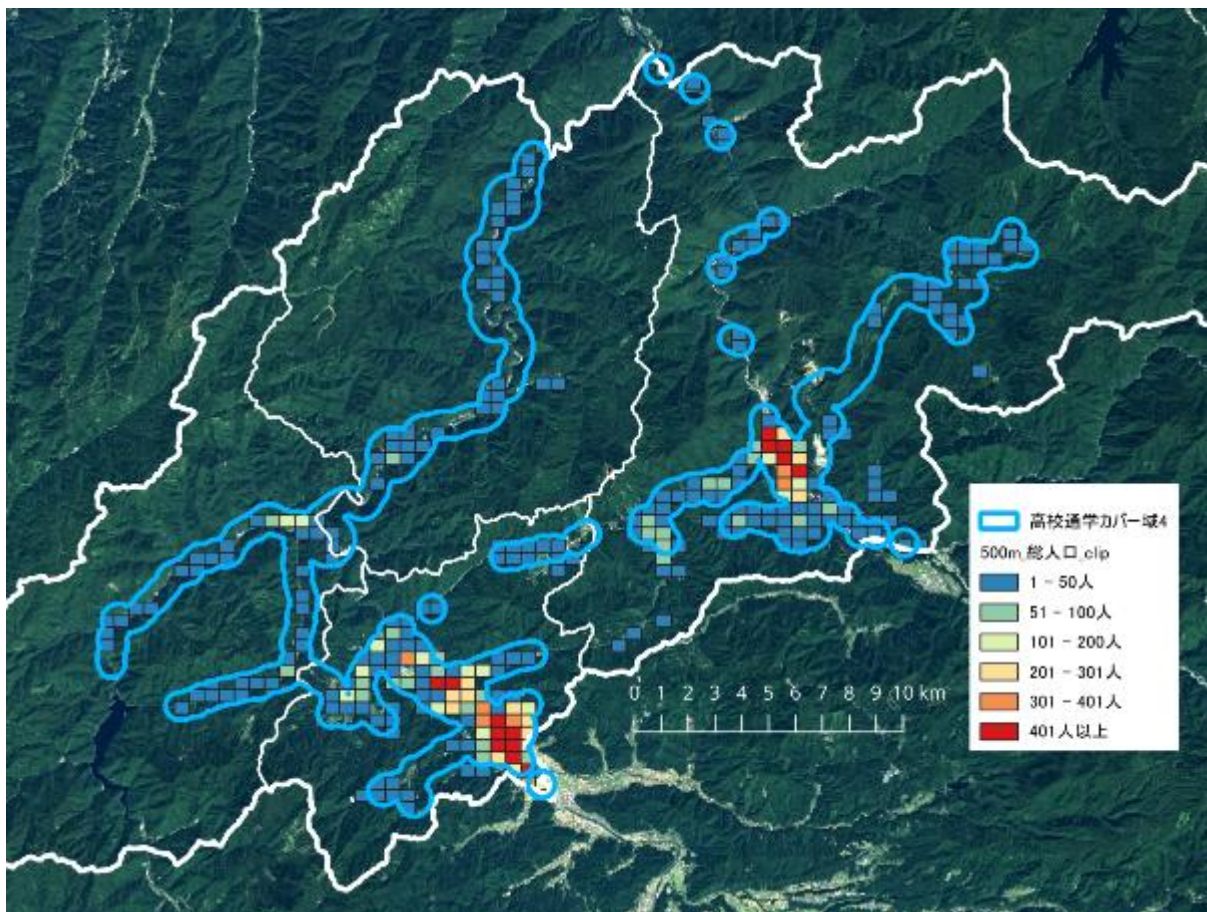 高校通学カバー域4
500m_総人口_clip
1 - 50人
51 - 100人
101 - 200人
201 - 301人
301 - 401人
401人以上
0 1 2 3 4 5 6 7 8 9 10 km